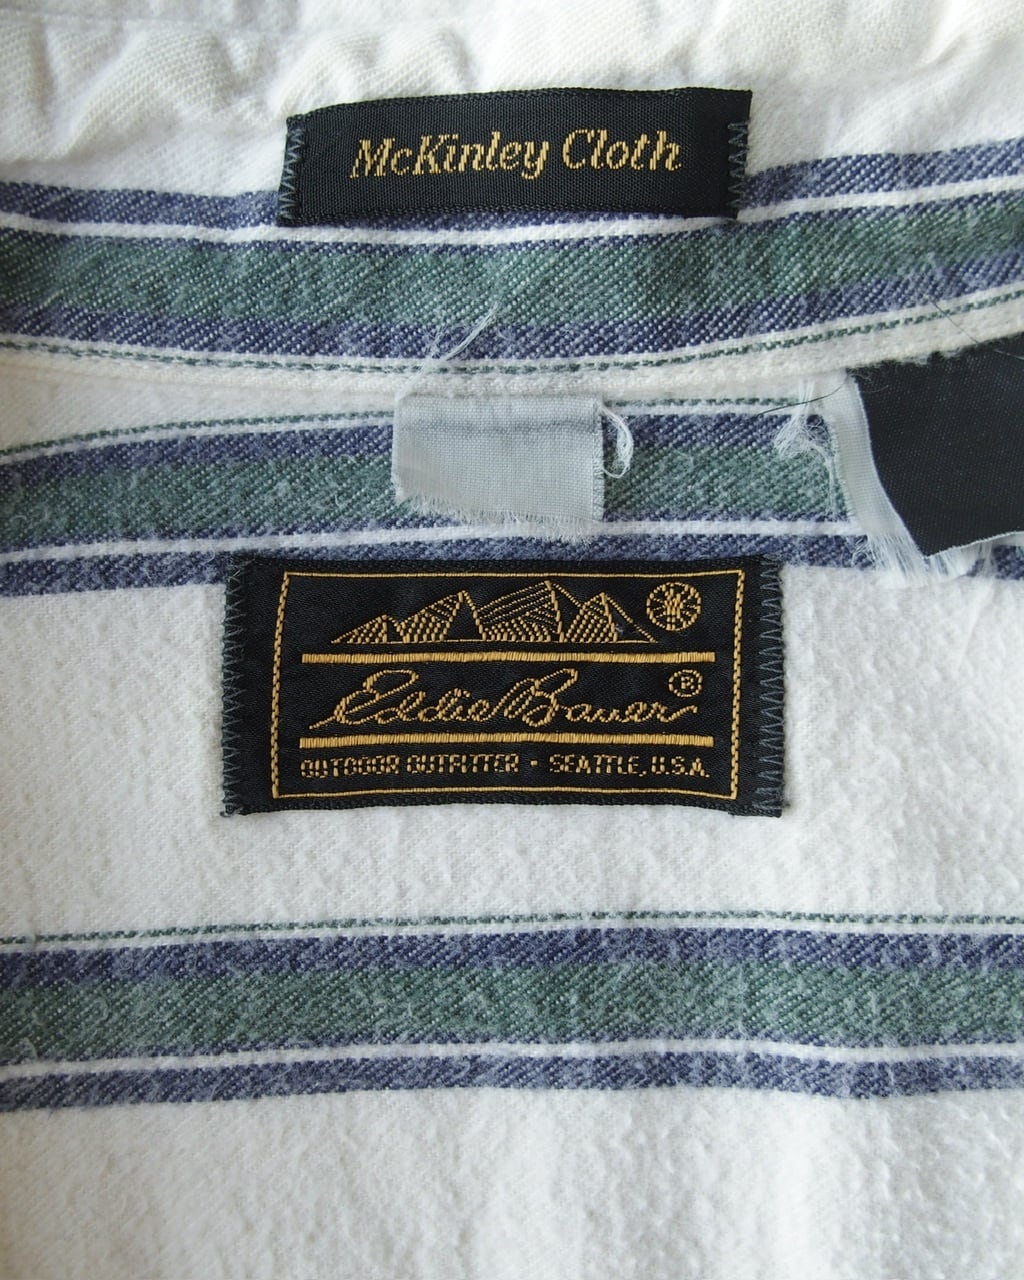 McKinley Cloth
Eddie Bauer®
OUTDOOR OUTFITTER · SEATTLE, U.S.A.